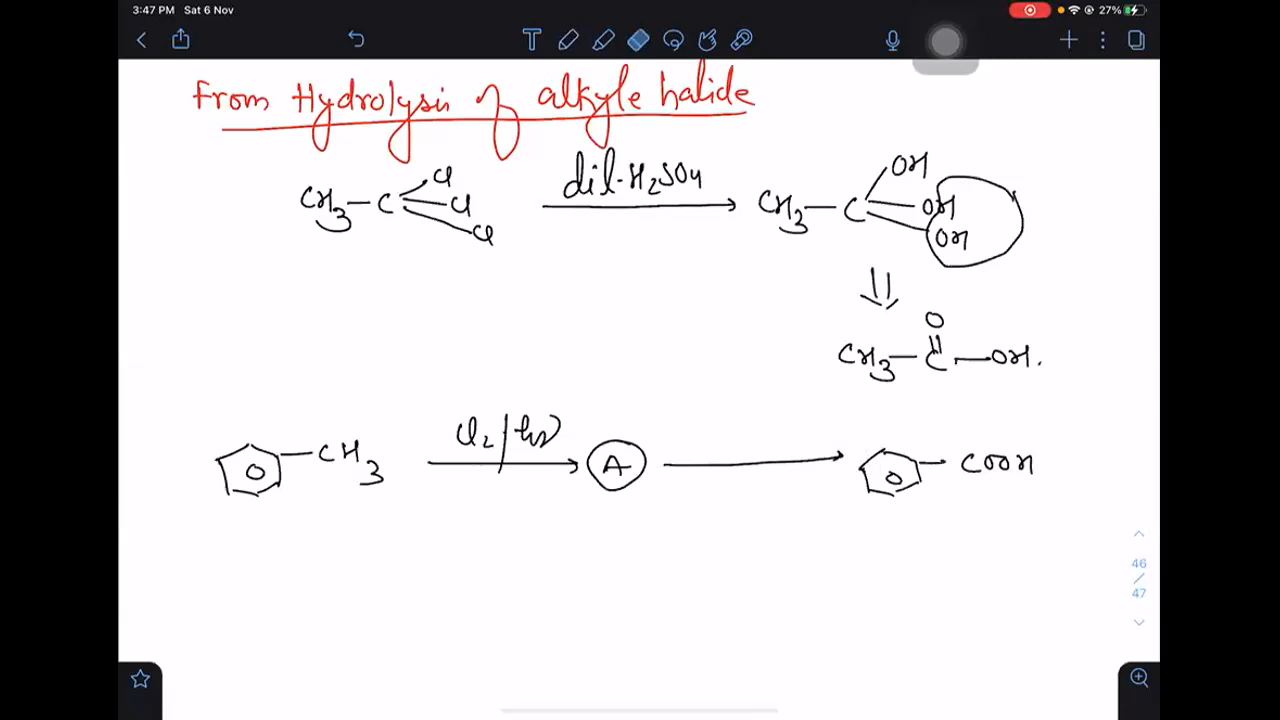 3:47 PM Sat 6 Nov
27%
From Hydrolysis of alkyle halide
CH3-C Cl Cl Cl dil-H2SO4 CH3-C OH OH OH
O
CH3-C-OH.
-CH3 Cl2/hν A -COOH
O O
46
/
47